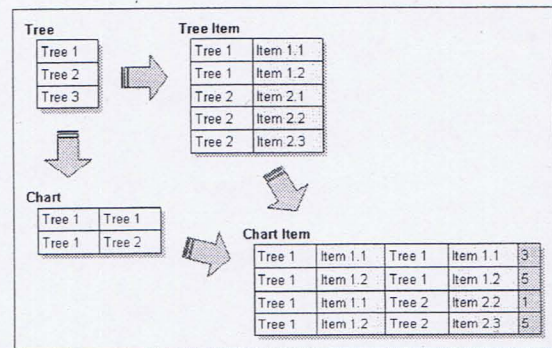 Tree
Tree 1
Tree 2
Tree 3
Tree Item
Tree 1 Item 1.1
Tree 1 Item 1.2
Tree 2 Item 2.1
Tree 2 Item 2.2
Tree 2 Item 2.3
Chart
Tree 1 Tree 1
Tree 1 Tree 2
Chart Item
Tree 1 Item 1.1 Tree 1 Item 1.1 3
Tree 1 Item 1.2 Tree 1 Item 1.2 5
Tree 1 Item 1.1 Tree 2 Item 2.2 1
Tree 1 Item 1.2 Tree 2 Item 2.3 5